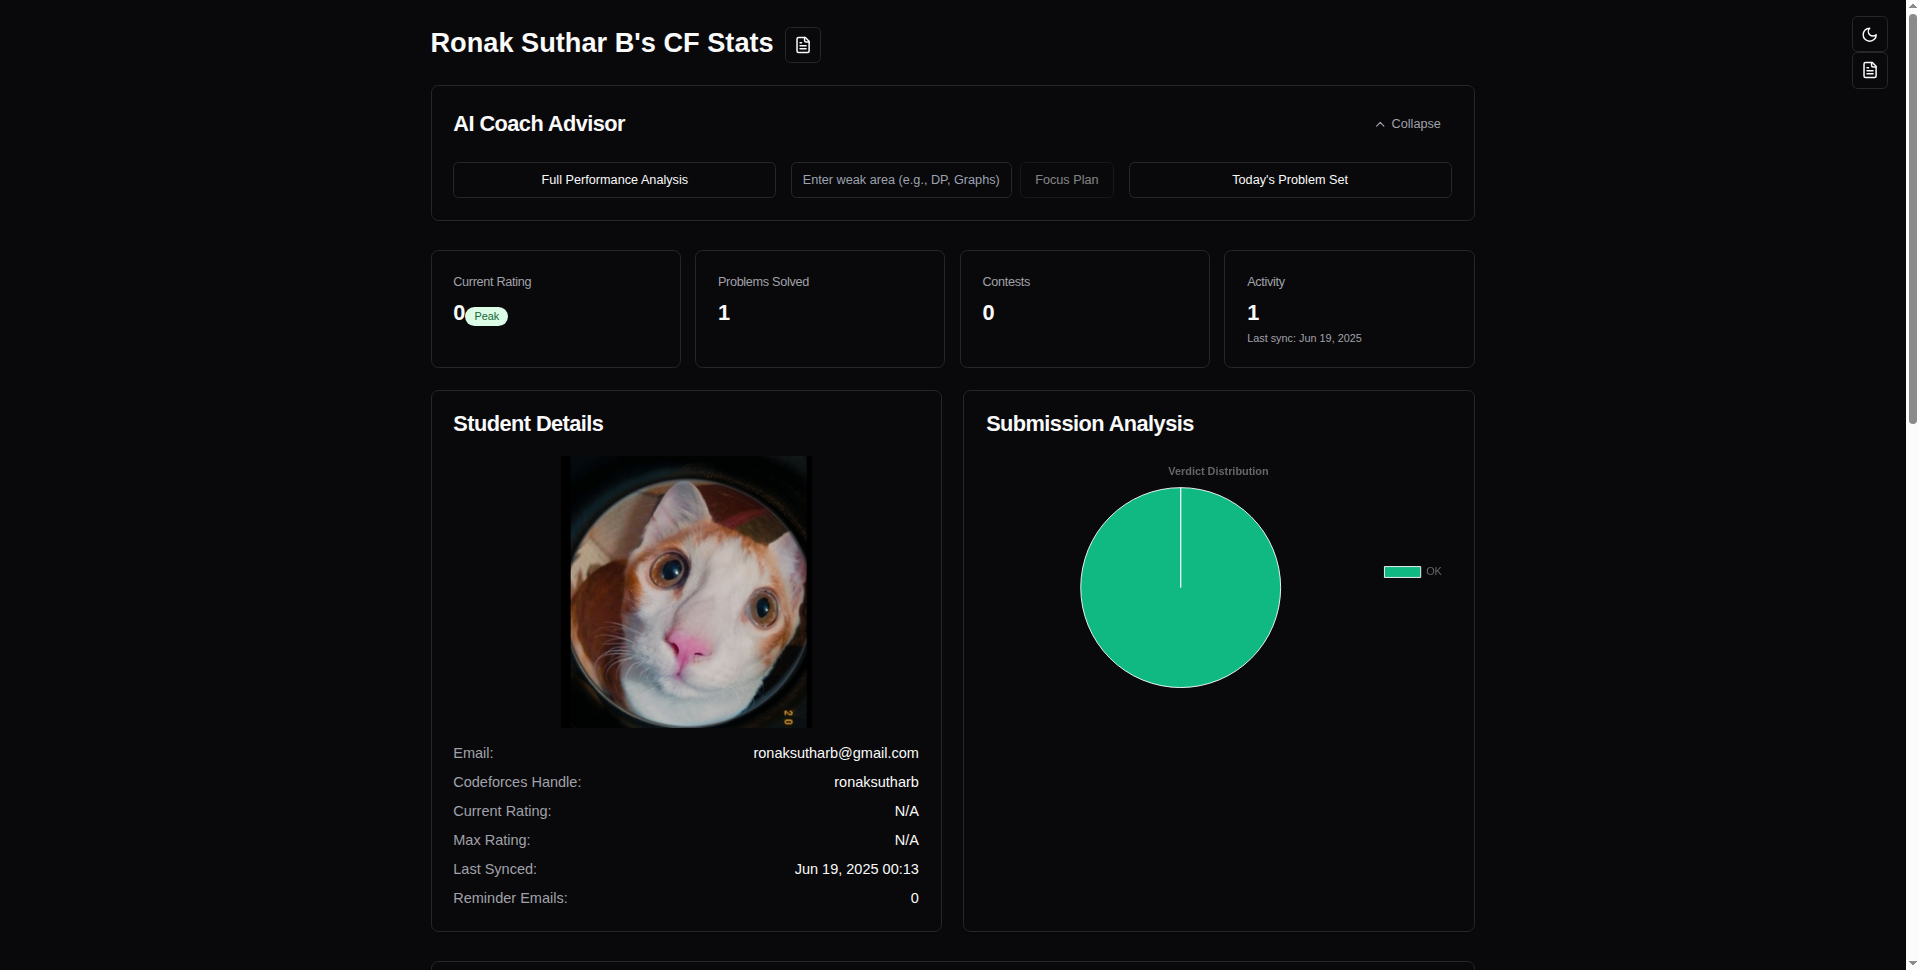 Ronak Suthar B's CF Stats
AI Coach Advisor
Collapse
Full Performance Analysis
Enter weak area (e.g., DP, Graphs)
Focus Plan
Today's Problem Set
Current Rating
0 Peak
Problems Solved
1
Contests
0
Activity
1
Last sync: Jun 19, 2025
Student Details
20
Email: ronaksutharb@gmail.com
Codeforces Handle: ronaksutharb
Current Rating: N/A
Max Rating: N/A
Last Synced: Jun 19, 2025 00:13
Reminder Emails: 0
Submission Analysis
Verdict Distribution
OK